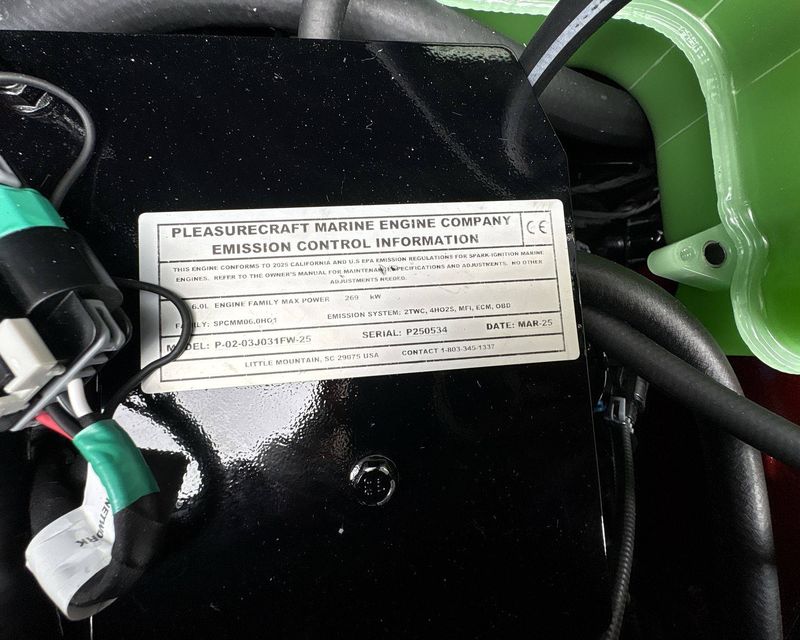 PLEASURECRAFT MARINE ENGINE COMPANY
EMISSION CONTROL INFORMATION
CE
THIS ENGINE CONFORMS TO 2025 CALIFORNIA AND U.S EPA EMISSION REGULATIONS FOR SPARK-IGNITION MARINE
ENGINES. REFER TO THE OWNER'S MANUAL FOR MAINTENANCE SPECIFICATIONS AND ADJUSTMENTS. NO OTHER
ADJUSTMENTS NEEDED.
6.0L ENGINE FAMILY MAX POWER 269 kW
FAMILY: SPCMM06.0HG1 EMISSION SYSTEM: 2TWC, 4HO2S, MFI, ECM, OBD
MODEL: P-02-03J031FW-25 SERIAL: P250534 DATE: MAR-25
LITTLE MOUNTAIN, SC 29075 USA CONTACT 1-803-345-1337
NETWORK